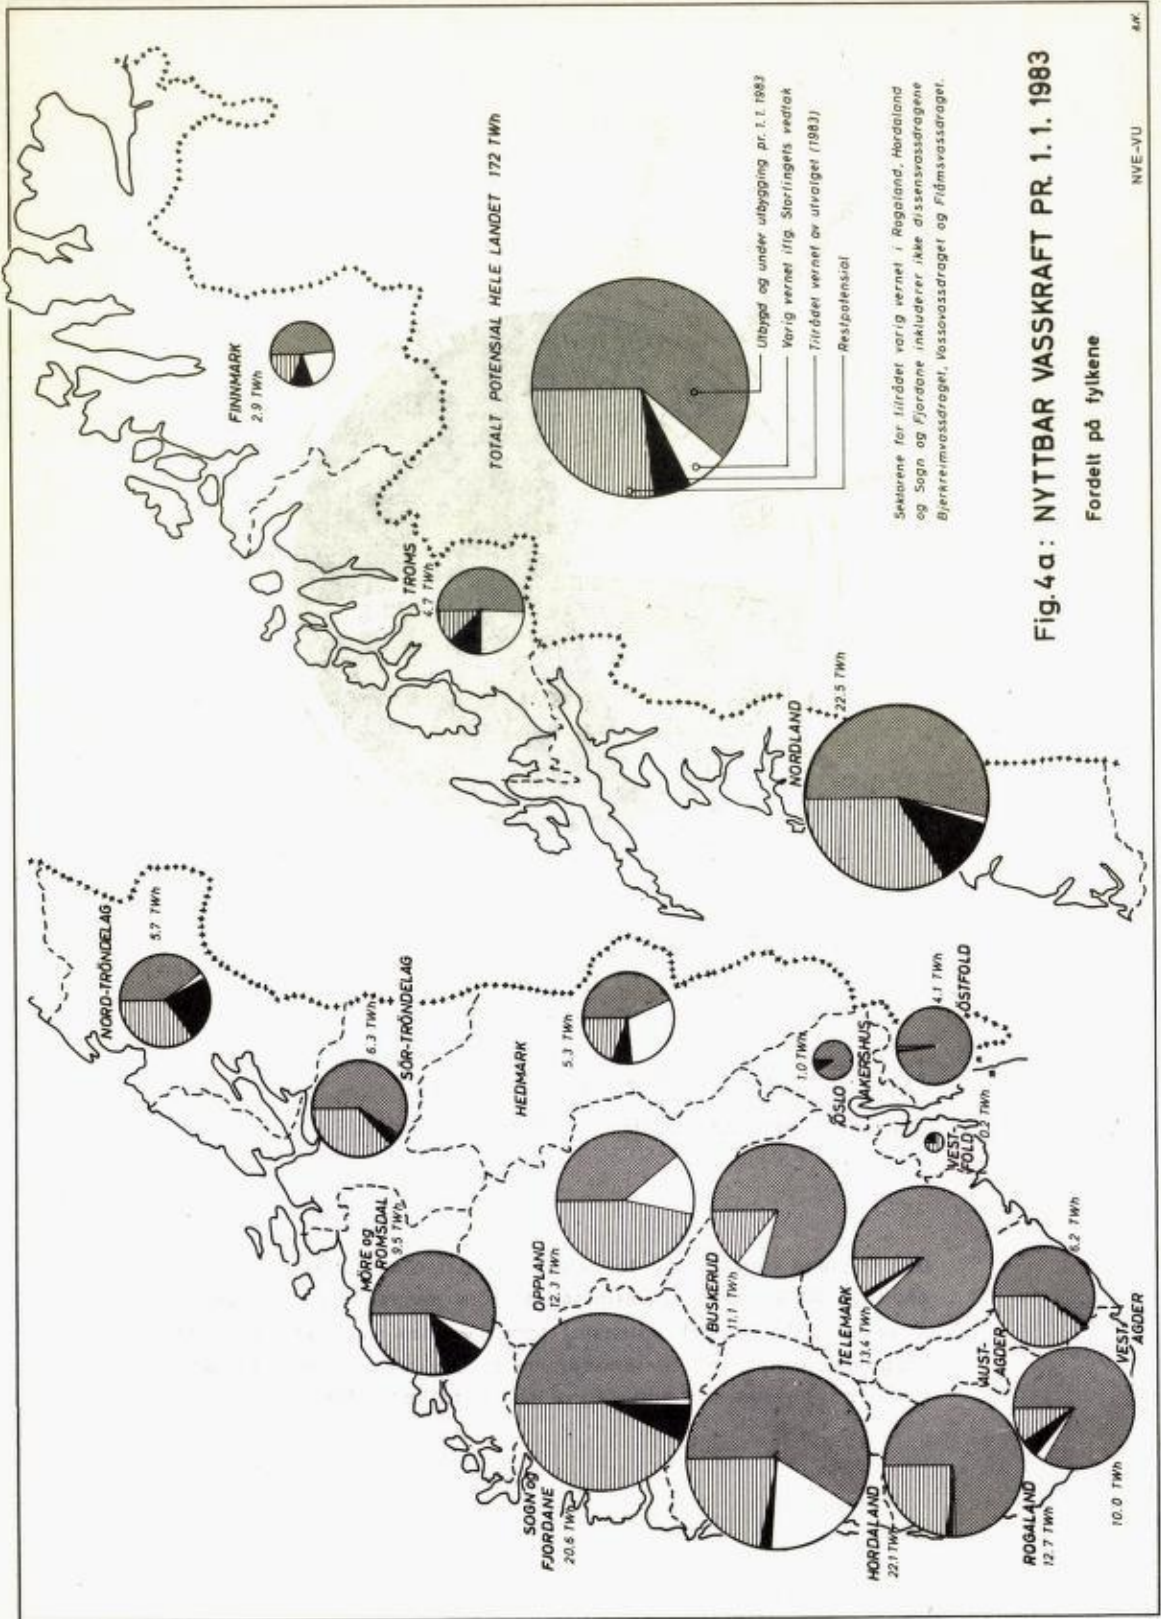 FINNMARK
2.9 TWh
TROMS
4.7 TWh
NORDLAND
22.5 TWh
TOTALT POTENSIAL HELE LANDET 172 TWh
Utbygd og under utbygging pr. 1.1. 1983
Varig vernet iflg. Stortingets vedtak
Tilrådet vernet av utvalget (1983)
Restpotensial
Sektorene for tilrådet varig vernet i Rogaland, Hordaland
og Sogn og Fjordane inkluderer ikke dissensvassdragene
Bjerkreimvassdraget, Vossovassdraget og Flåmsvassdraget.
NORD-TRÖNDELAG
5.7 TWh
SÖR-TRÖNDELAG
6.3 TWh
MÖRE og
ROMSDAL
9.5 TWh
HEDMARK
5.3 TWh
OPPLAND
12.3 TWh
SOGN og
FJORDANE
20.6 TWh
BUSKERUD
11.1 TWh
OSLO
AKERSHUS
1.0 TWh
ÖSTFOLD
4.1 TWh
VEST-
FOLD
0.2 TWh
TELEMARK
13.4 TWh
HORDALAND
22.1 TWh
AUST-
AGDER
6.2 TWh
ROGALAND
12.7 TWh
VEST-
AGDER
10.0 TWh
Fig. 4a: NYTTBAR VASSKRAFT PR. 1. 1. 1983
Fordelt på fylkene
NVE-VU